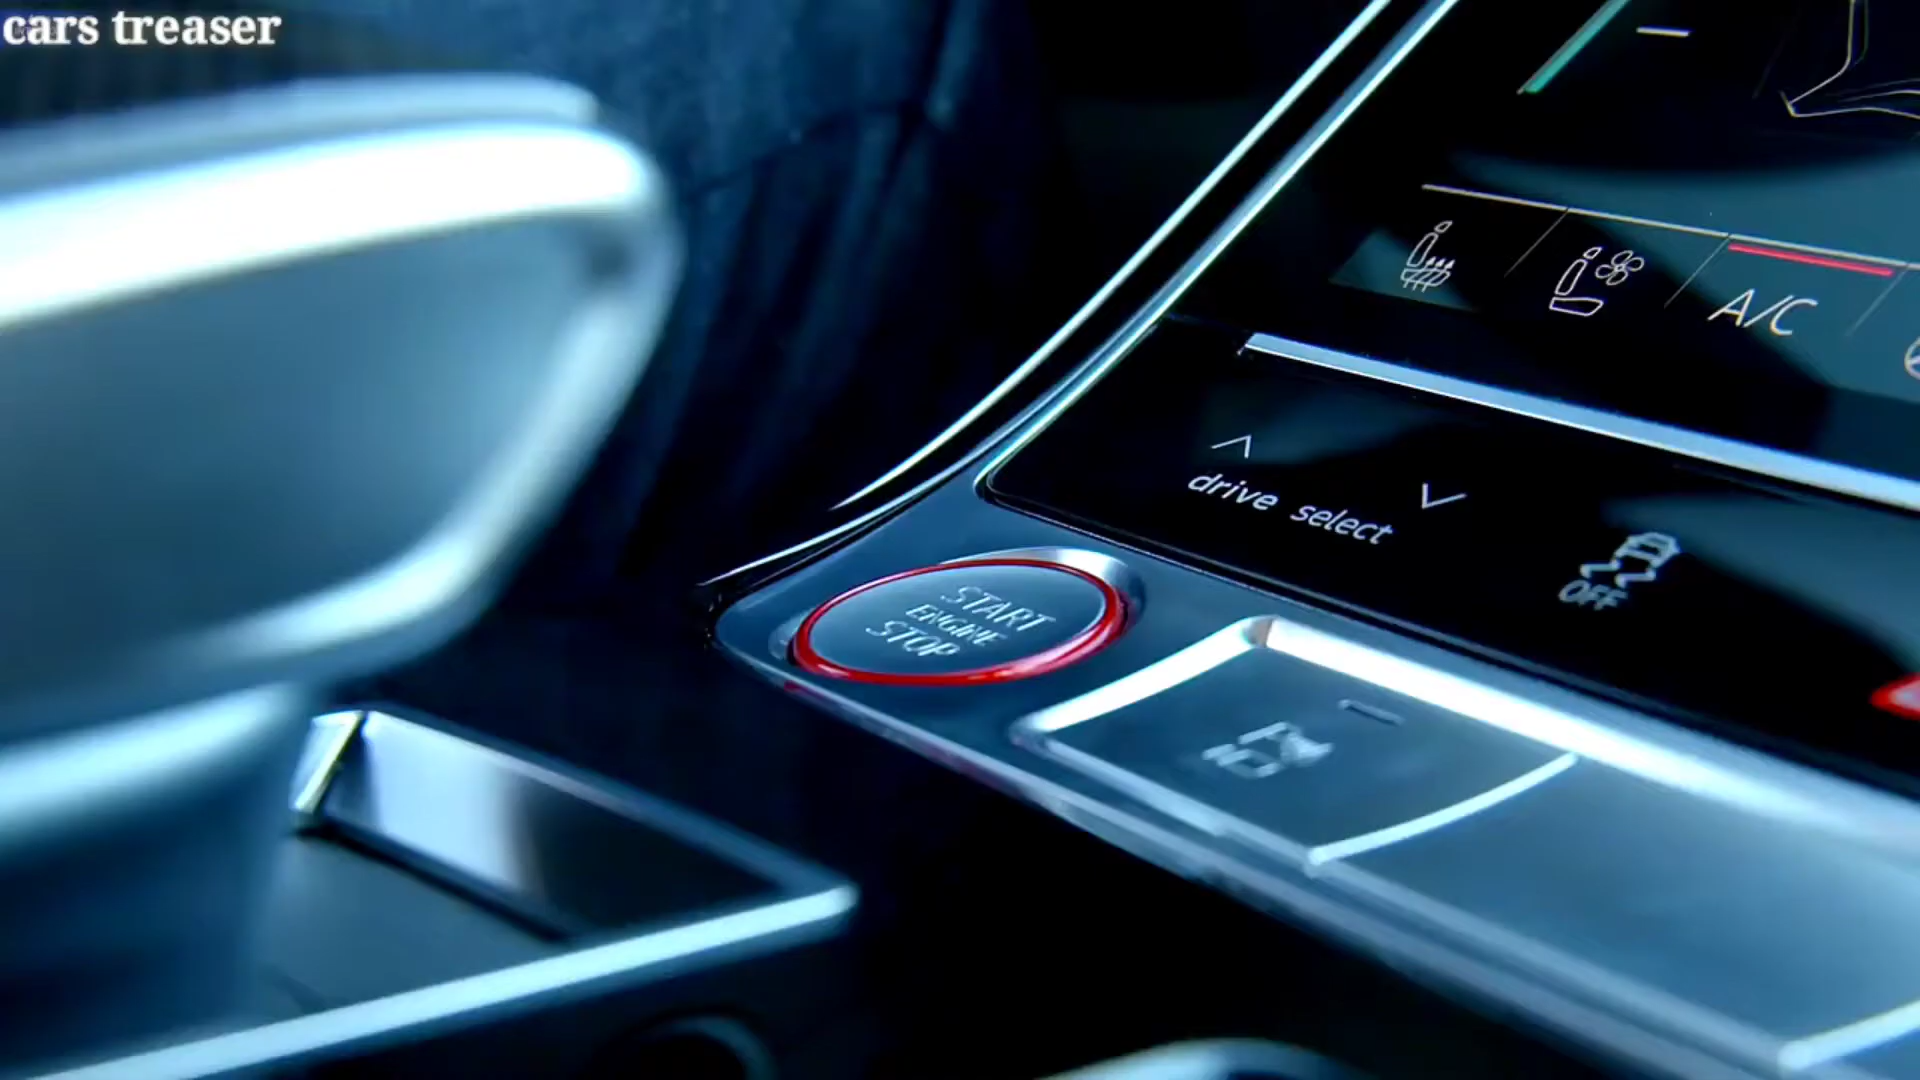 cars treaser
A/C
drive select
OFF
START
ENGINE
STOP